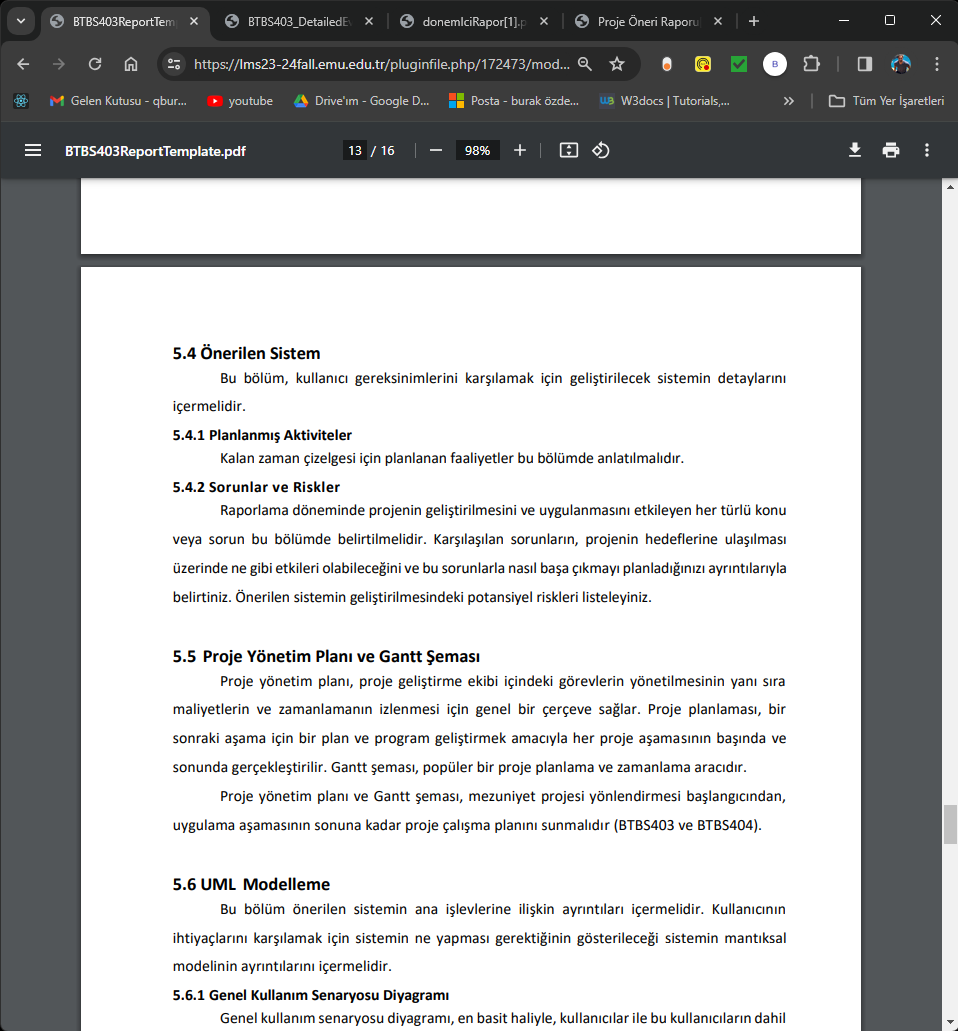 BTBS403ReportTem
BTBS403_DetailedEv
donemIciRapor[1].p
Proje Öneri Raporu
https://lms23-24fall.emu.edu.tr/pluginfile.php/172473/mod...
B
Gelen Kutusu - qbur...
youtube
Drive'ım - Google D...
Posta - burak özde...
W3docs | Tutorials,...
Tüm Yer İşaretleri
BTBS403ReportTemplate.pdf
13 / 16
98%
5.4 Önerilen Sistem
Bu bölüm, kullanıcı gereksinimlerini karşılamak için geliştirilecek sistemin detaylarını
içermelidir.
5.4.1 Planlanmış Aktiviteler
Kalan zaman çizelgesi için planlanan faaliyetler bu bölümde anlatılmalıdır.
5.4.2 Sorunlar ve Riskler
Raporlama döneminde projenin geliştirilmesini ve uygulanmasını etkileyen her türlü konu
veya sorun bu bölümde belirtilmelidir. Karşılaşılan sorunların, projenin hedeflerine ulaşılması
üzerinde ne gibi etkileri olabileceğini ve bu sorunlarla nasıl başa çıkmayı planladığınızı ayrıntılarıyla
belirtiniz. Önerilen sistemin geliştirilmesindeki potansiyel riskleri listeleyiniz.
5.5 Proje Yönetim Planı ve Gantt Şeması
Proje yönetim planı, proje geliştirme ekibi içindeki görevlerin yönetilmesinin yanı sıra
maliyetlerin ve zamanlamanın izlenmesi için genel bir çerçeve sağlar. Proje planlaması, bir
sonraki aşama için bir plan ve program geliştirmek amacıyla her proje aşamasının başında ve
sonunda gerçekleştirilir. Gantt şeması, popüler bir proje planlama ve zamanlama aracıdır.
Proje yönetim planı ve Gantt şeması, mezuniyet projesi yönlendirmesi başlangıcından,
uygulama aşamasının sonuna kadar proje çalışma planını sunmalıdır (BTBS403 ve BTBS404).
5.6 UML Modelleme
Bu bölüm önerilen sistemin ana işlevlerine ilişkin ayrıntıları içermelidir. Kullanıcının
ihtiyaçlarını karşılamak için sistemin ne yapması gerektiğinin gösterileceği sistemin mantıksal
modelinin ayrıntılarını içermelidir.
5.6.1 Genel Kullanım Senaryosu Diyagramı
Genel kullanım senaryosu diyagramı, en basit haliyle, kullanıcılar ile bu kullanıcıların dahil